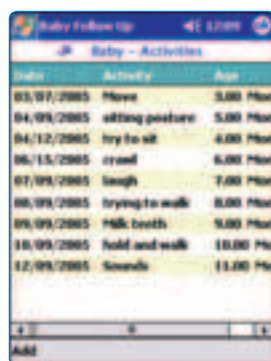 Baby Follow Up 12:09
Baby - Activities
Date Activity Age
03/07/2005 Move 3.00 Mon
04/09/2005 sitting posture 5.00 Mon
04/12/2005 try to sit 4.00 Mon
06/15/2005 crawl 6.00 Mon
07/09/2005 laugh 7.00 Mon
08/09/2005 trying to walk 8.00 Mon
09/09/2005 Milk teeth 9.00 Mon
10/09/2005 hold and walk 10.00 Mo
12/09/2005 Sounds 11.00 Mo
Add